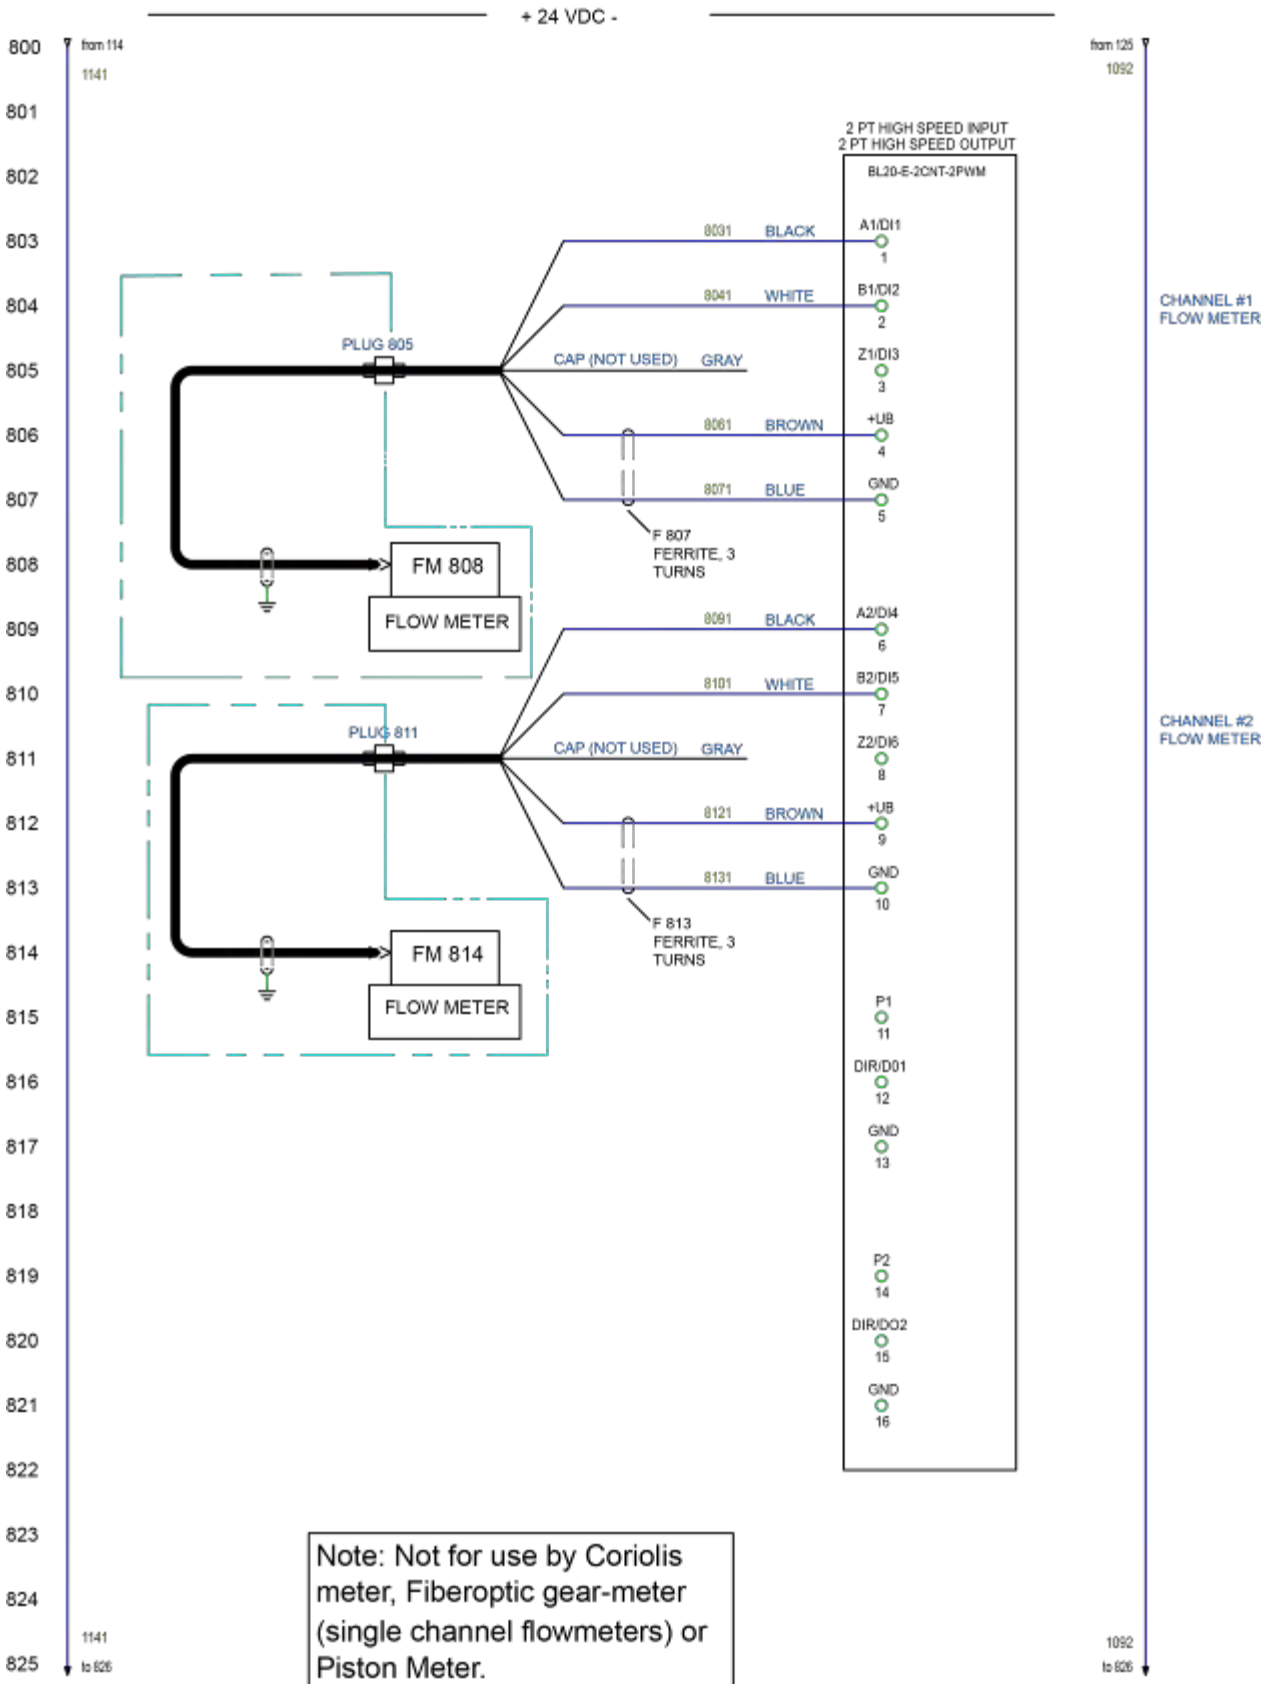 + 24 VDC -
800
from 114
from 125
1141
1092
801
2 PT HIGH SPEED INPUT
2 PT HIGH SPEED OUTPUT
802
BL20-E-2CNT-2PWM
803
8031 BLACK
A1/DI1
1
804
8041 WHITE
B1/DI2
2
CHANNEL #1
FLOW METER
PLUG 805
805
CAP (NOT USED) GRAY
Z1/DI3
3
806
8061 BROWN
+UB
4
807
8071 BLUE
GND
5
F 807
FERRITE, 3
TURNS
808
FM 808
FLOW METER
809
8091 BLACK
A2/DI4
6
810
8101 WHITE
B2/DI5
7
CHANNEL #2
FLOW METER
PLUG 811
811
CAP (NOT USED) GRAY
Z2/DI6
8
812
8121 BROWN
+UB
9
813
8131 BLUE
GND
10
F 813
FERRITE, 3
TURNS
814
FM 814
FLOW METER
815
P1
11
816
DIR/D01
12
817
GND
13
818
819
P2
14
820
DIR/DO2
15
821
GND
16
822
823
Note: Not for use by Coriolis
meter, Fiberoptic gear-meter
(single channel flowmeters) or
Piston Meter.
824
1141
1092
825
to 826
to 826